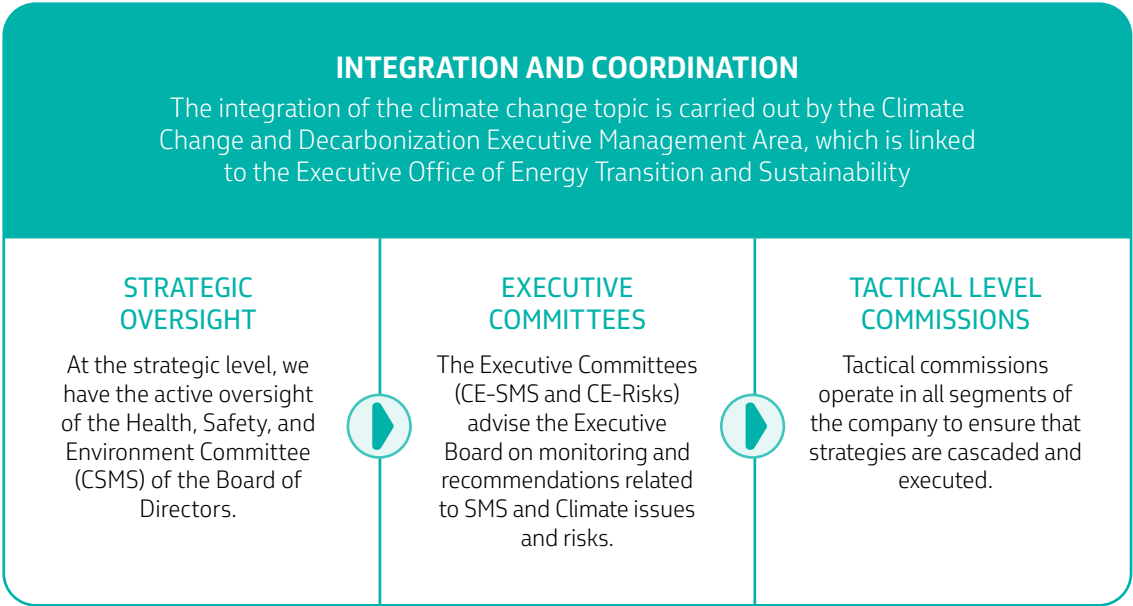 INTEGRATION AND COORDINATION
The integration of the climate change topic is carried out by the Climate
Change and Decarbonization Executive Management Area, which is linked
to the Executive Office of Energy Transition and Sustainability
STRATEGIC
OVERSIGHT
At the strategic level, we
have the active oversight
of the Health, Safety, and
Environment Committee
(CSMS) of the Board of
Directors.
EXECUTIVE
COMMITTEES
The Executive Committees
(CE-SMS and CE-Risks)
advise the Executive
Board on monitoring and
recommendations related
to SMS and Climate issues
and risks.
TACTICAL LEVEL
COMMISSIONS
Tactical commissions
operate in all segments of
the company to ensure that
strategies are cascaded and
executed.